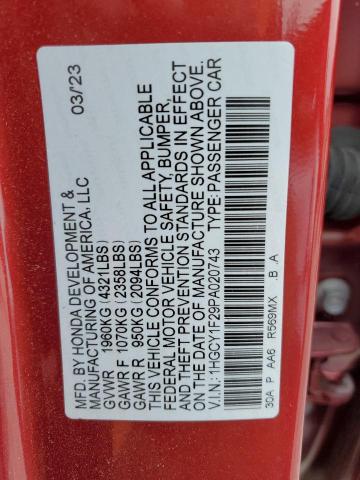 MFD. BY HONDA DEVELOPMENT & 03/23
MANUFACTURING OF AMERICA, LLC
GVWR 1960KG (4321LBS)
GAWR F 1070KG (2358LBS)
GAWR R 950KG (2094LBS)
THIS VEHICLE CONFORMS TO ALL APPLICABLE
FEDERAL MOTOR VEHICLE SAFETY, BUMPER,
AND THEFT PREVENTION STANDARDS IN EFFECT
ON THE DATE OF MANUFACTURE SHOWN ABOVE.
V.I.N: 1HGCY1F29PA020743 TYPE: PASSENGER CAR
30A P AA6 R569MX .B .A